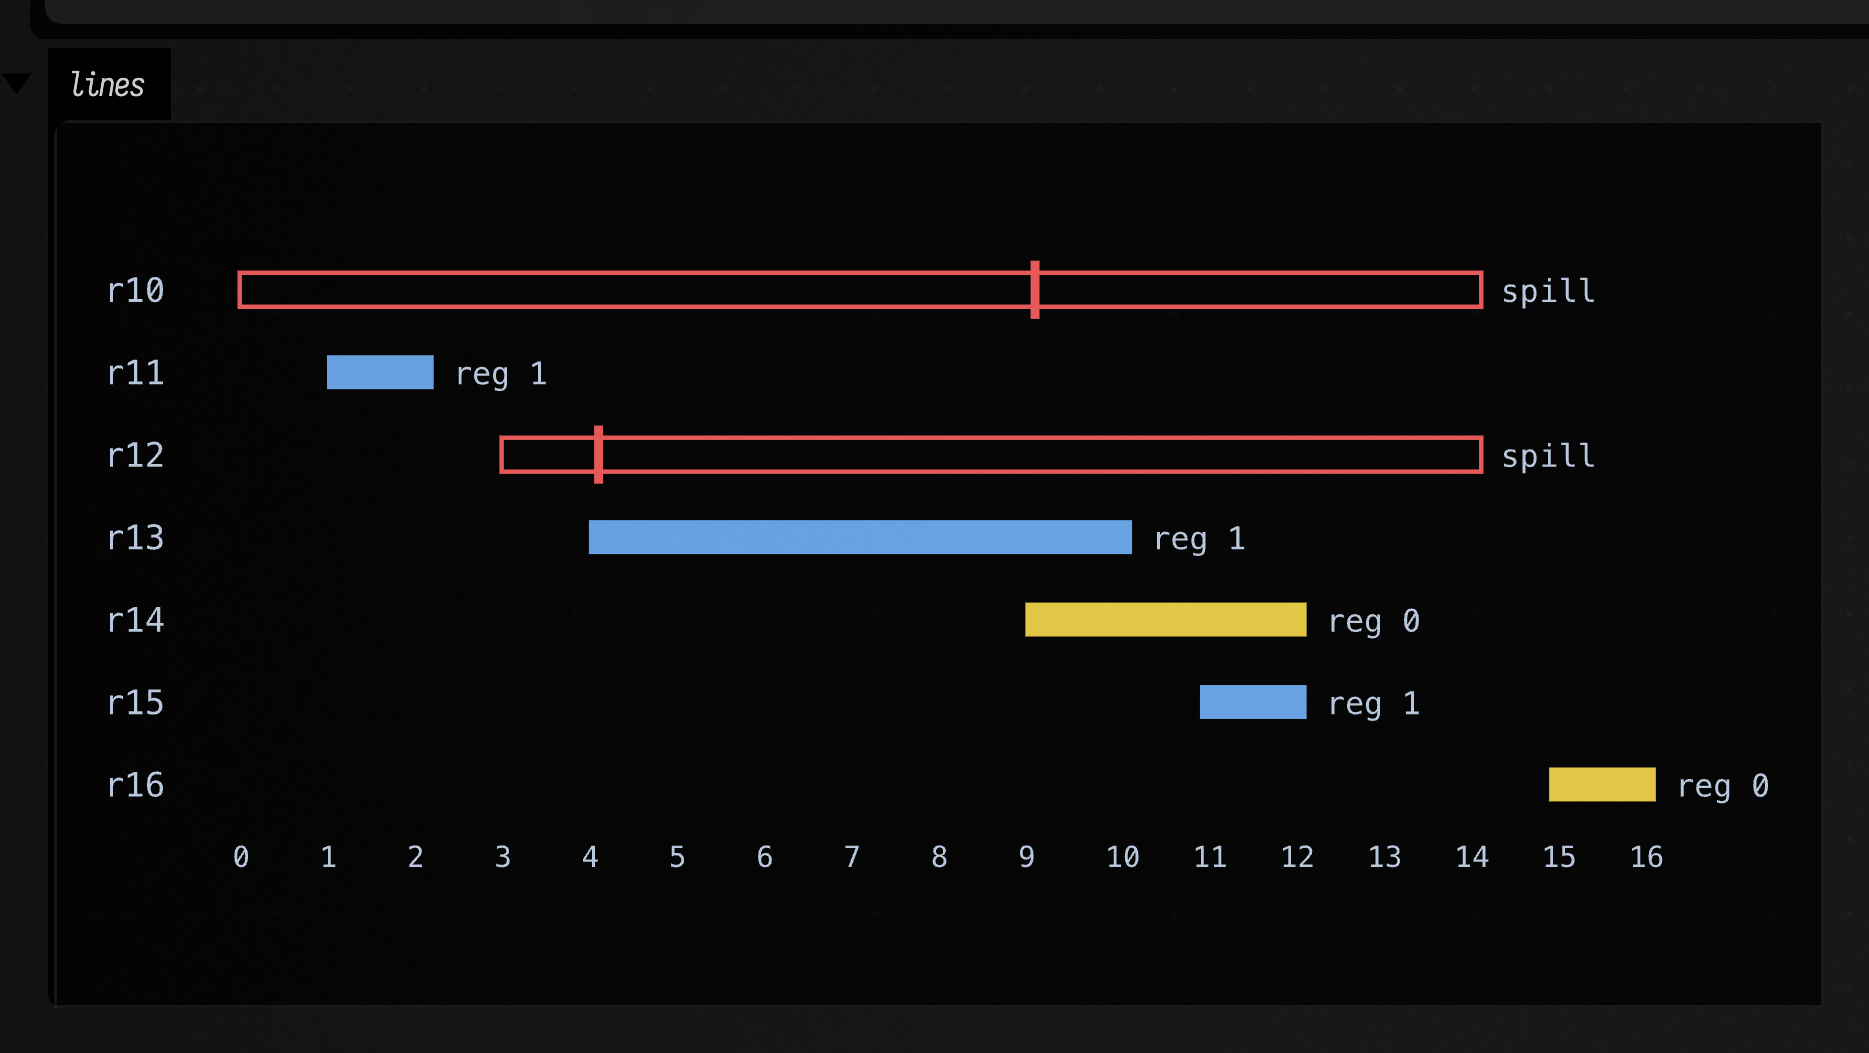 lines
r10 spill
r11 reg 1
r12 spill
r13 reg 1
r14 reg 0
r15 reg 1
r16 reg 0
0 1 2 3 4 5 6 7 8 9 10 11 12 13 14 15 16